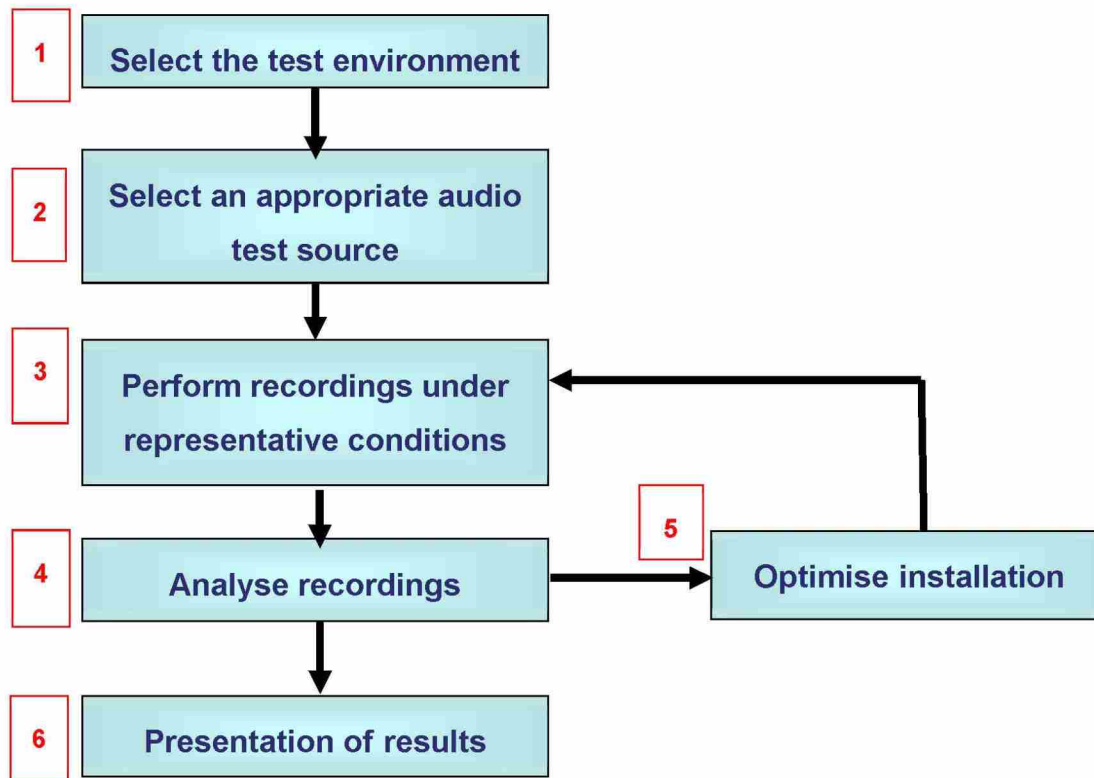 1
Select the test environment
2
Select an appropriate audio
test source
3
Perform recordings under
representative conditions
4
Analyse recordings
5
Optimise installation
6
Presentation of results